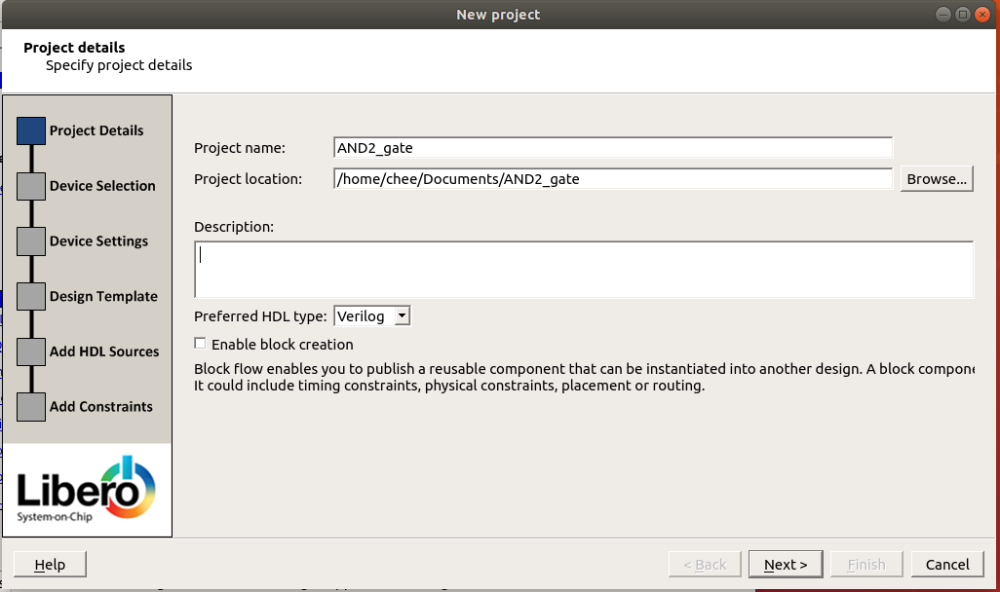 New project
Project details
Specify project details
Project Details
Device Selection
Device Settings
Design Template
Add HDL Sources
Add Constraints
Libero
System-on-Chip
Project name: AND2_gate
Project location: /home/chee/Documents/AND2_gate Browse...
Description:
Preferred HDL type: Verilog
Enable block creation
Block flow enables you to publish a reusable component that can be instantiated into another design. A block compone
It could include timing constraints, physical constraints, placement or routing.
Help < Back Next > Finish Cancel